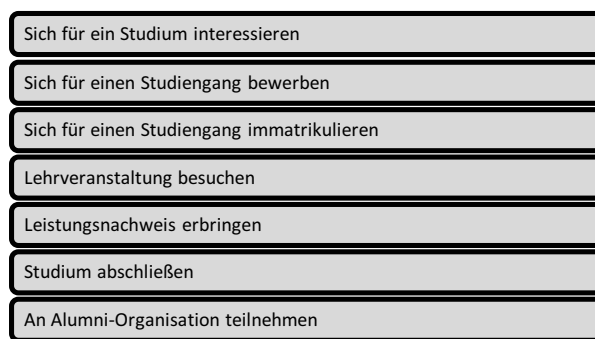 Sich für ein Studium interessieren
Sich für einen Studiengang bewerben
Sich für einen Studiengang immatrikulieren
Lehrveranstaltung besuchen
Leistungsnachweis erbringen
Studium abschließen
An Alumni-Organisation teilnehmen